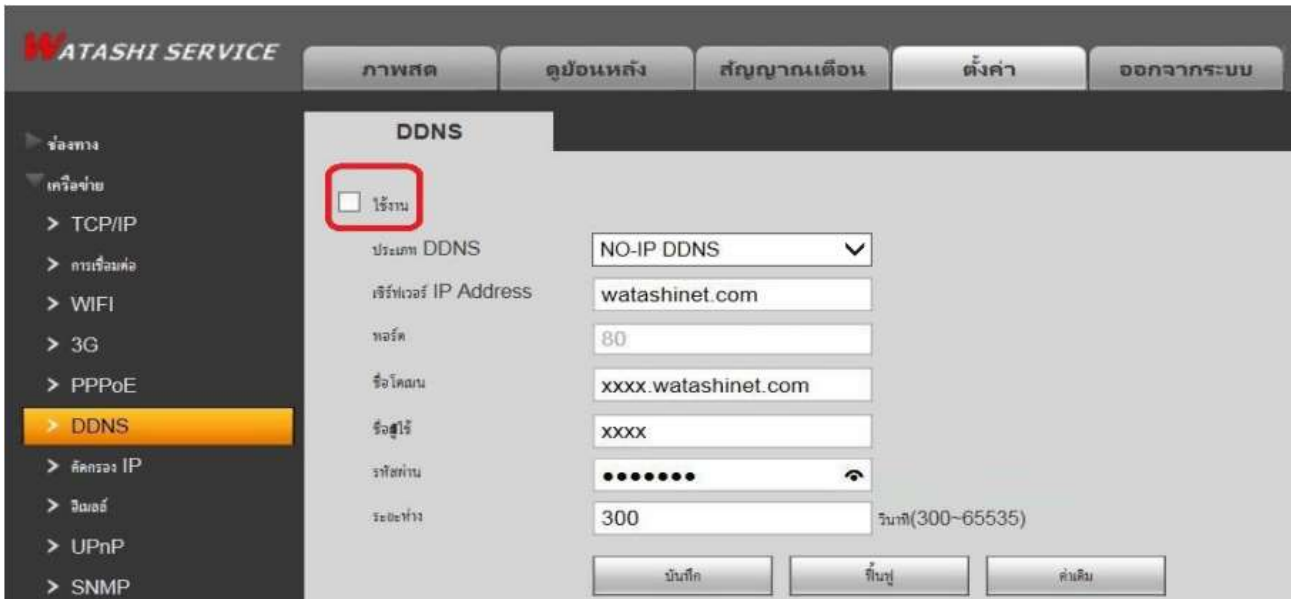 WATASHI SERVICE
ภาพสด
ดูย้อนหลัง
สัญญาณเตือน
ตั้งค่า
ออกจากระบบ
ช่องทาง
เครือข่าย
> TCP/IP
> การเชื่อมต่อ
> WIFI
> 3G
> PPPoE
> DDNS
> คัดกรอง IP
> อีเมล์
> UPnP
> SNMP
DDNS
ใช้งาน
ประเภท DDNS
NO-IP DDNS
เซิร์ฟเวอร์ IP Address
watashinet.com
พอร์ต
80
ชื่อโดเมน
xxxx.watashinet.com
ชื่อผู้ใช้
xxxx
รหัสผ่าน
•••••••
ระยะห่าง
300
วินาที(300~65535)
บันทึก
ฟื้นฟู
ค่าเดิม